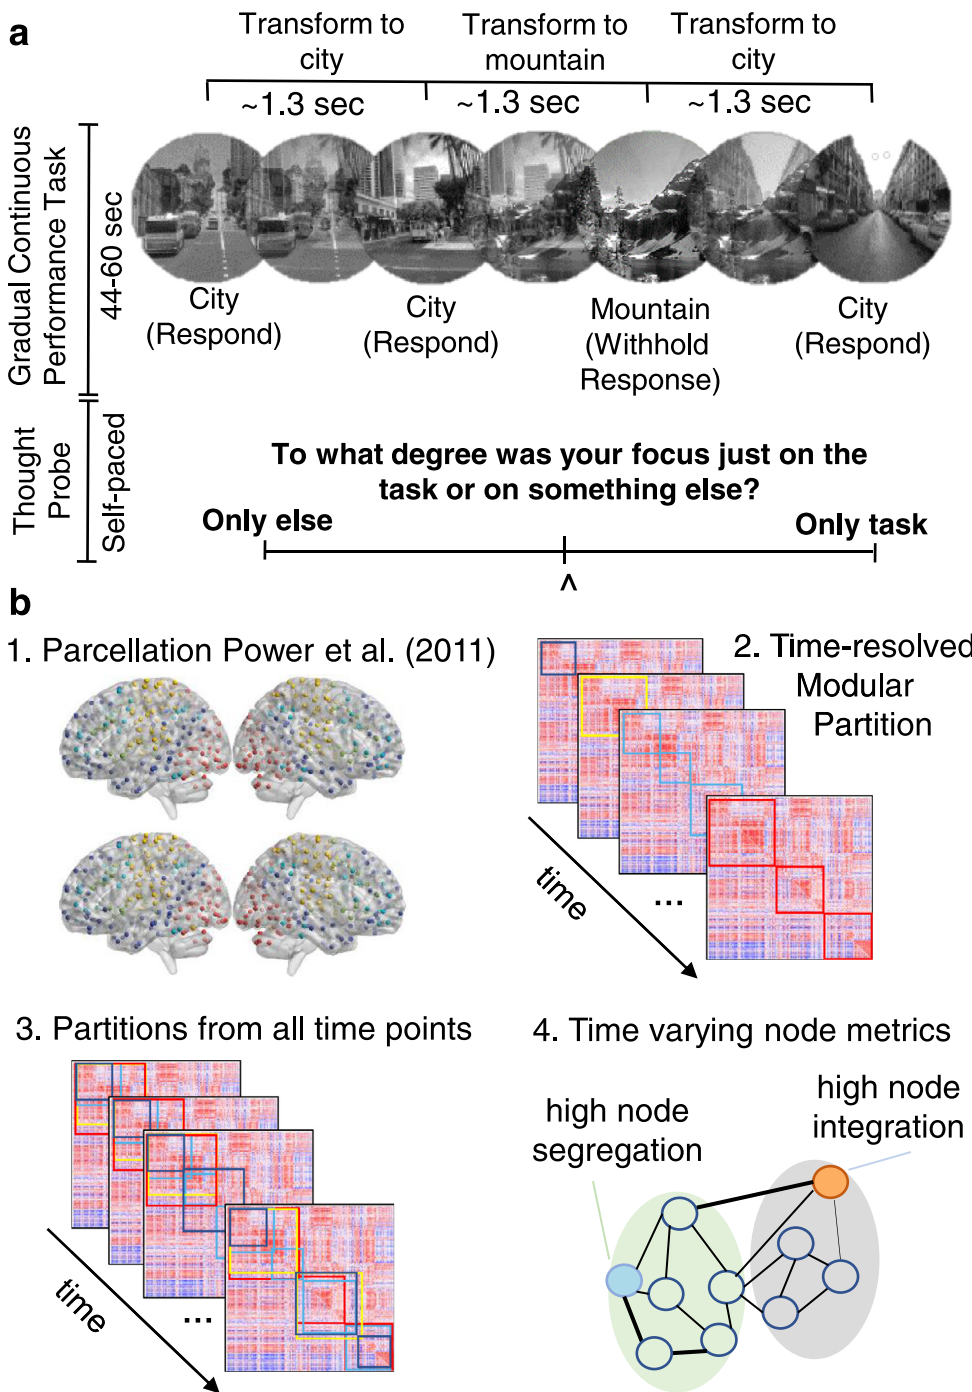 a
Transform to
city
Transform to
mountain
Transform to
city
~1.3 sec
~1.3 sec
~1.3 sec
Gradual Continuous
Performance Task
44-60 sec
City
(Respond)
City
(Respond)
Mountain
(Withhold
Response)
City
(Respond)
Thought
Probe
Self-paced
To what degree was your focus just on the
task or on something else?
Only else
Only task
^
b
1. Parcellation Power et al. (2011)
2. Time-resolved
Modular
Partition
time
...
3. Partitions from all time points
time
...
4. Time varying node metrics
high node
segregation
high node
integration